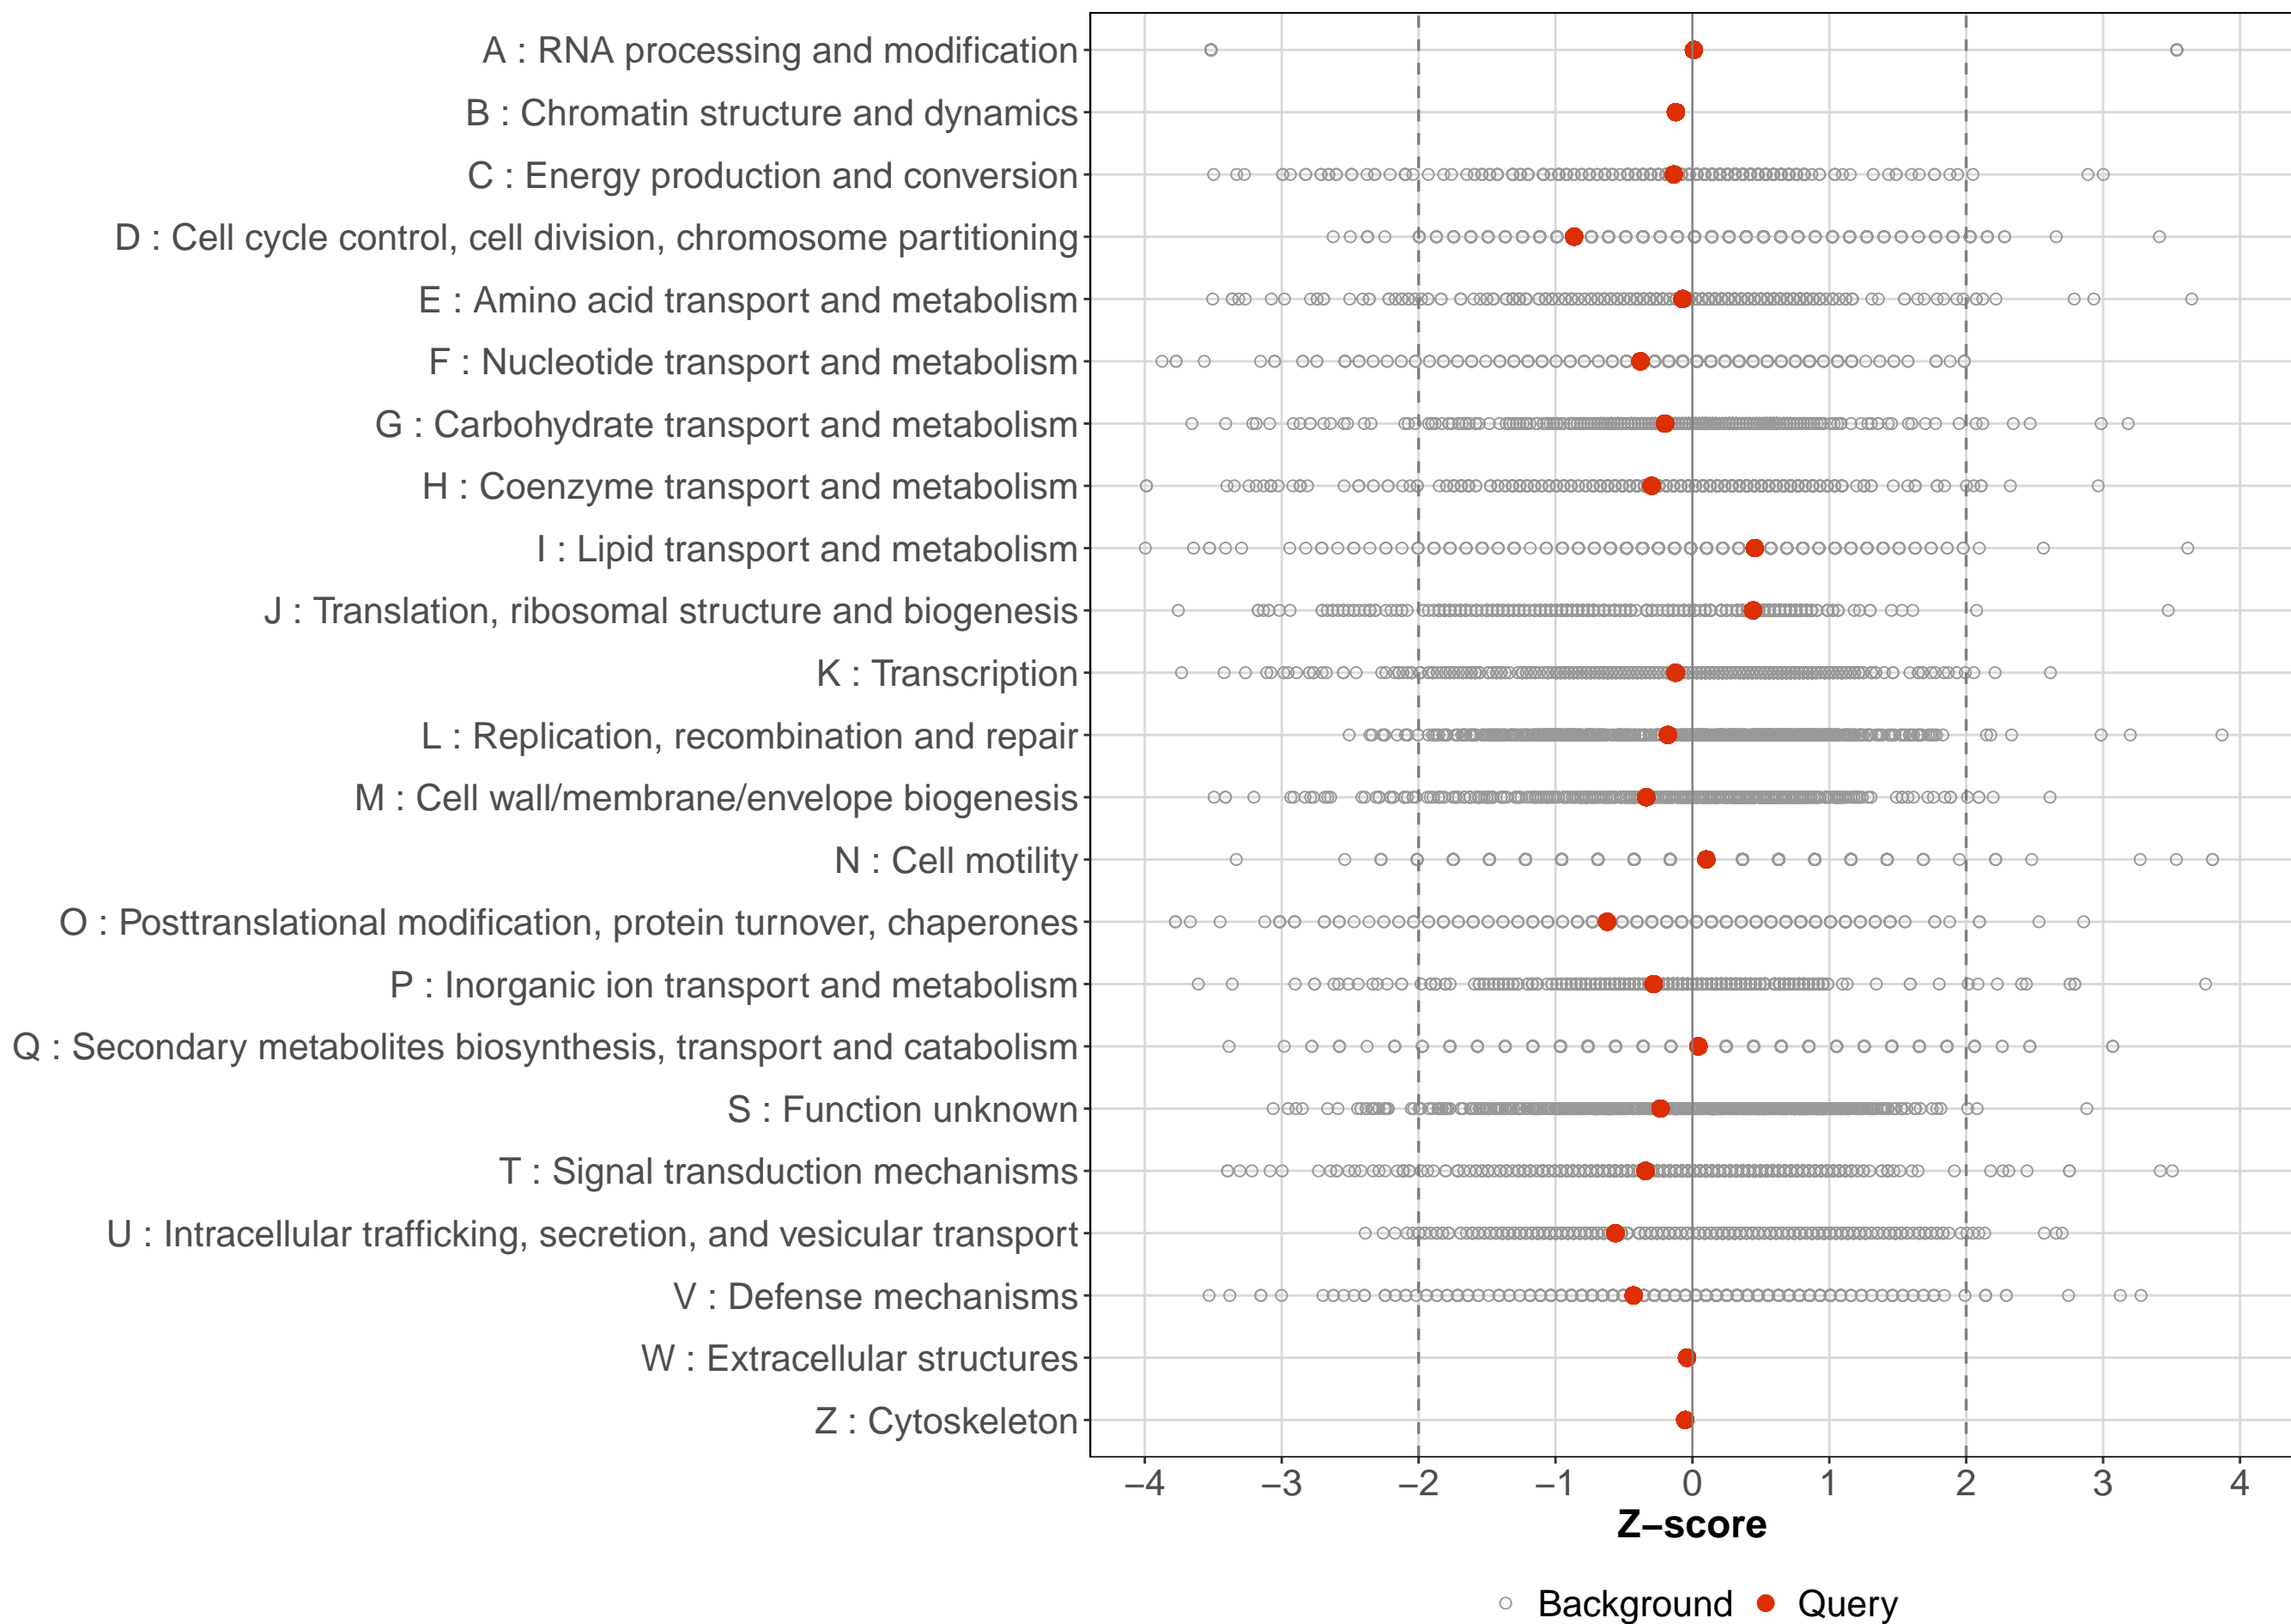 A : RNA processing and modification
B : Chromatin structure and dynamics
C : Energy production and conversion
D : Cell cycle control, cell division, chromosome partitioning
E : Amino acid transport and metabolism
F : Nucleotide transport and metabolism
G : Carbohydrate transport and metabolism
H : Coenzyme transport and metabolism
I : Lipid transport and metabolism
J : Translation, ribosomal structure and biogenesis
K : Transcription
L : Replication, recombination and repair
M : Cell wall/membrane/envelope biogenesis
N : Cell motility
O : Posttranslational modification, protein turnover, chaperones
P : Inorganic ion transport and metabolism
Q : Secondary metabolites biosynthesis, transport and catabolism
S : Function unknown
T : Signal transduction mechanisms
U : Intracellular trafficking, secretion, and vesicular transport
V : Defense mechanisms
W : Extracellular structures
Z : Cytoskeleton
−4 −3 −2 −1 0 1 2 3 4
Z−score
Background Query